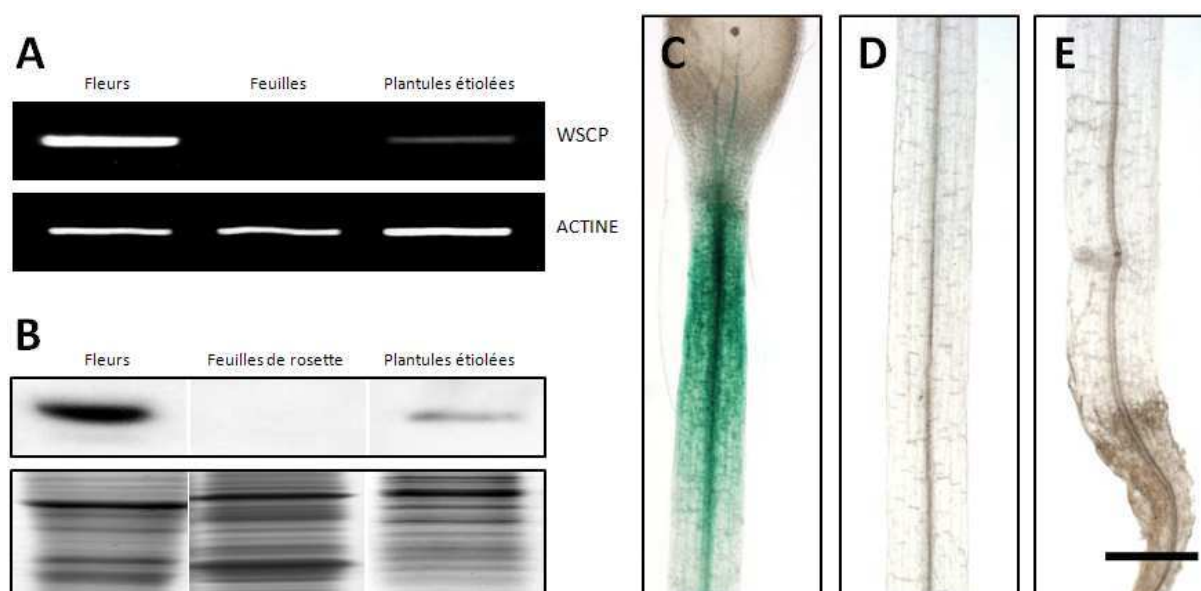 A
Fleurs Feuilles Plantules étiolées
WSCP
ACTINE
B
Fleurs Feuilles de rosette Plantules étiolées
C
D
E